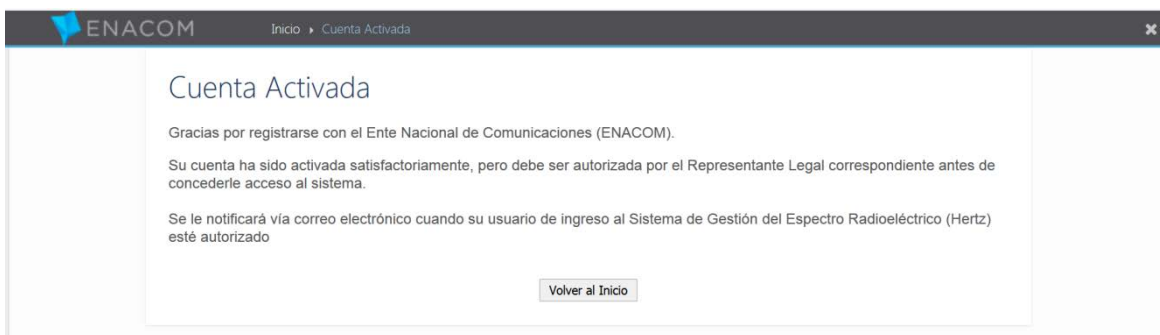 ENACOM
Inicio ▸ Cuenta Activada
Cuenta Activada
Gracias por registrarse con el Ente Nacional de Comunicaciones (ENACOM).
Su cuenta ha sido activada satisfactoriamente, pero debe ser autorizada por el Representante Legal correspondiente antes de
concederle acceso al sistema.
Se le notificará vía correo electrónico cuando su usuario de ingreso al Sistema de Gestión del Espectro Radioeléctrico (Hertz)
esté autorizado
Volver al Inicio